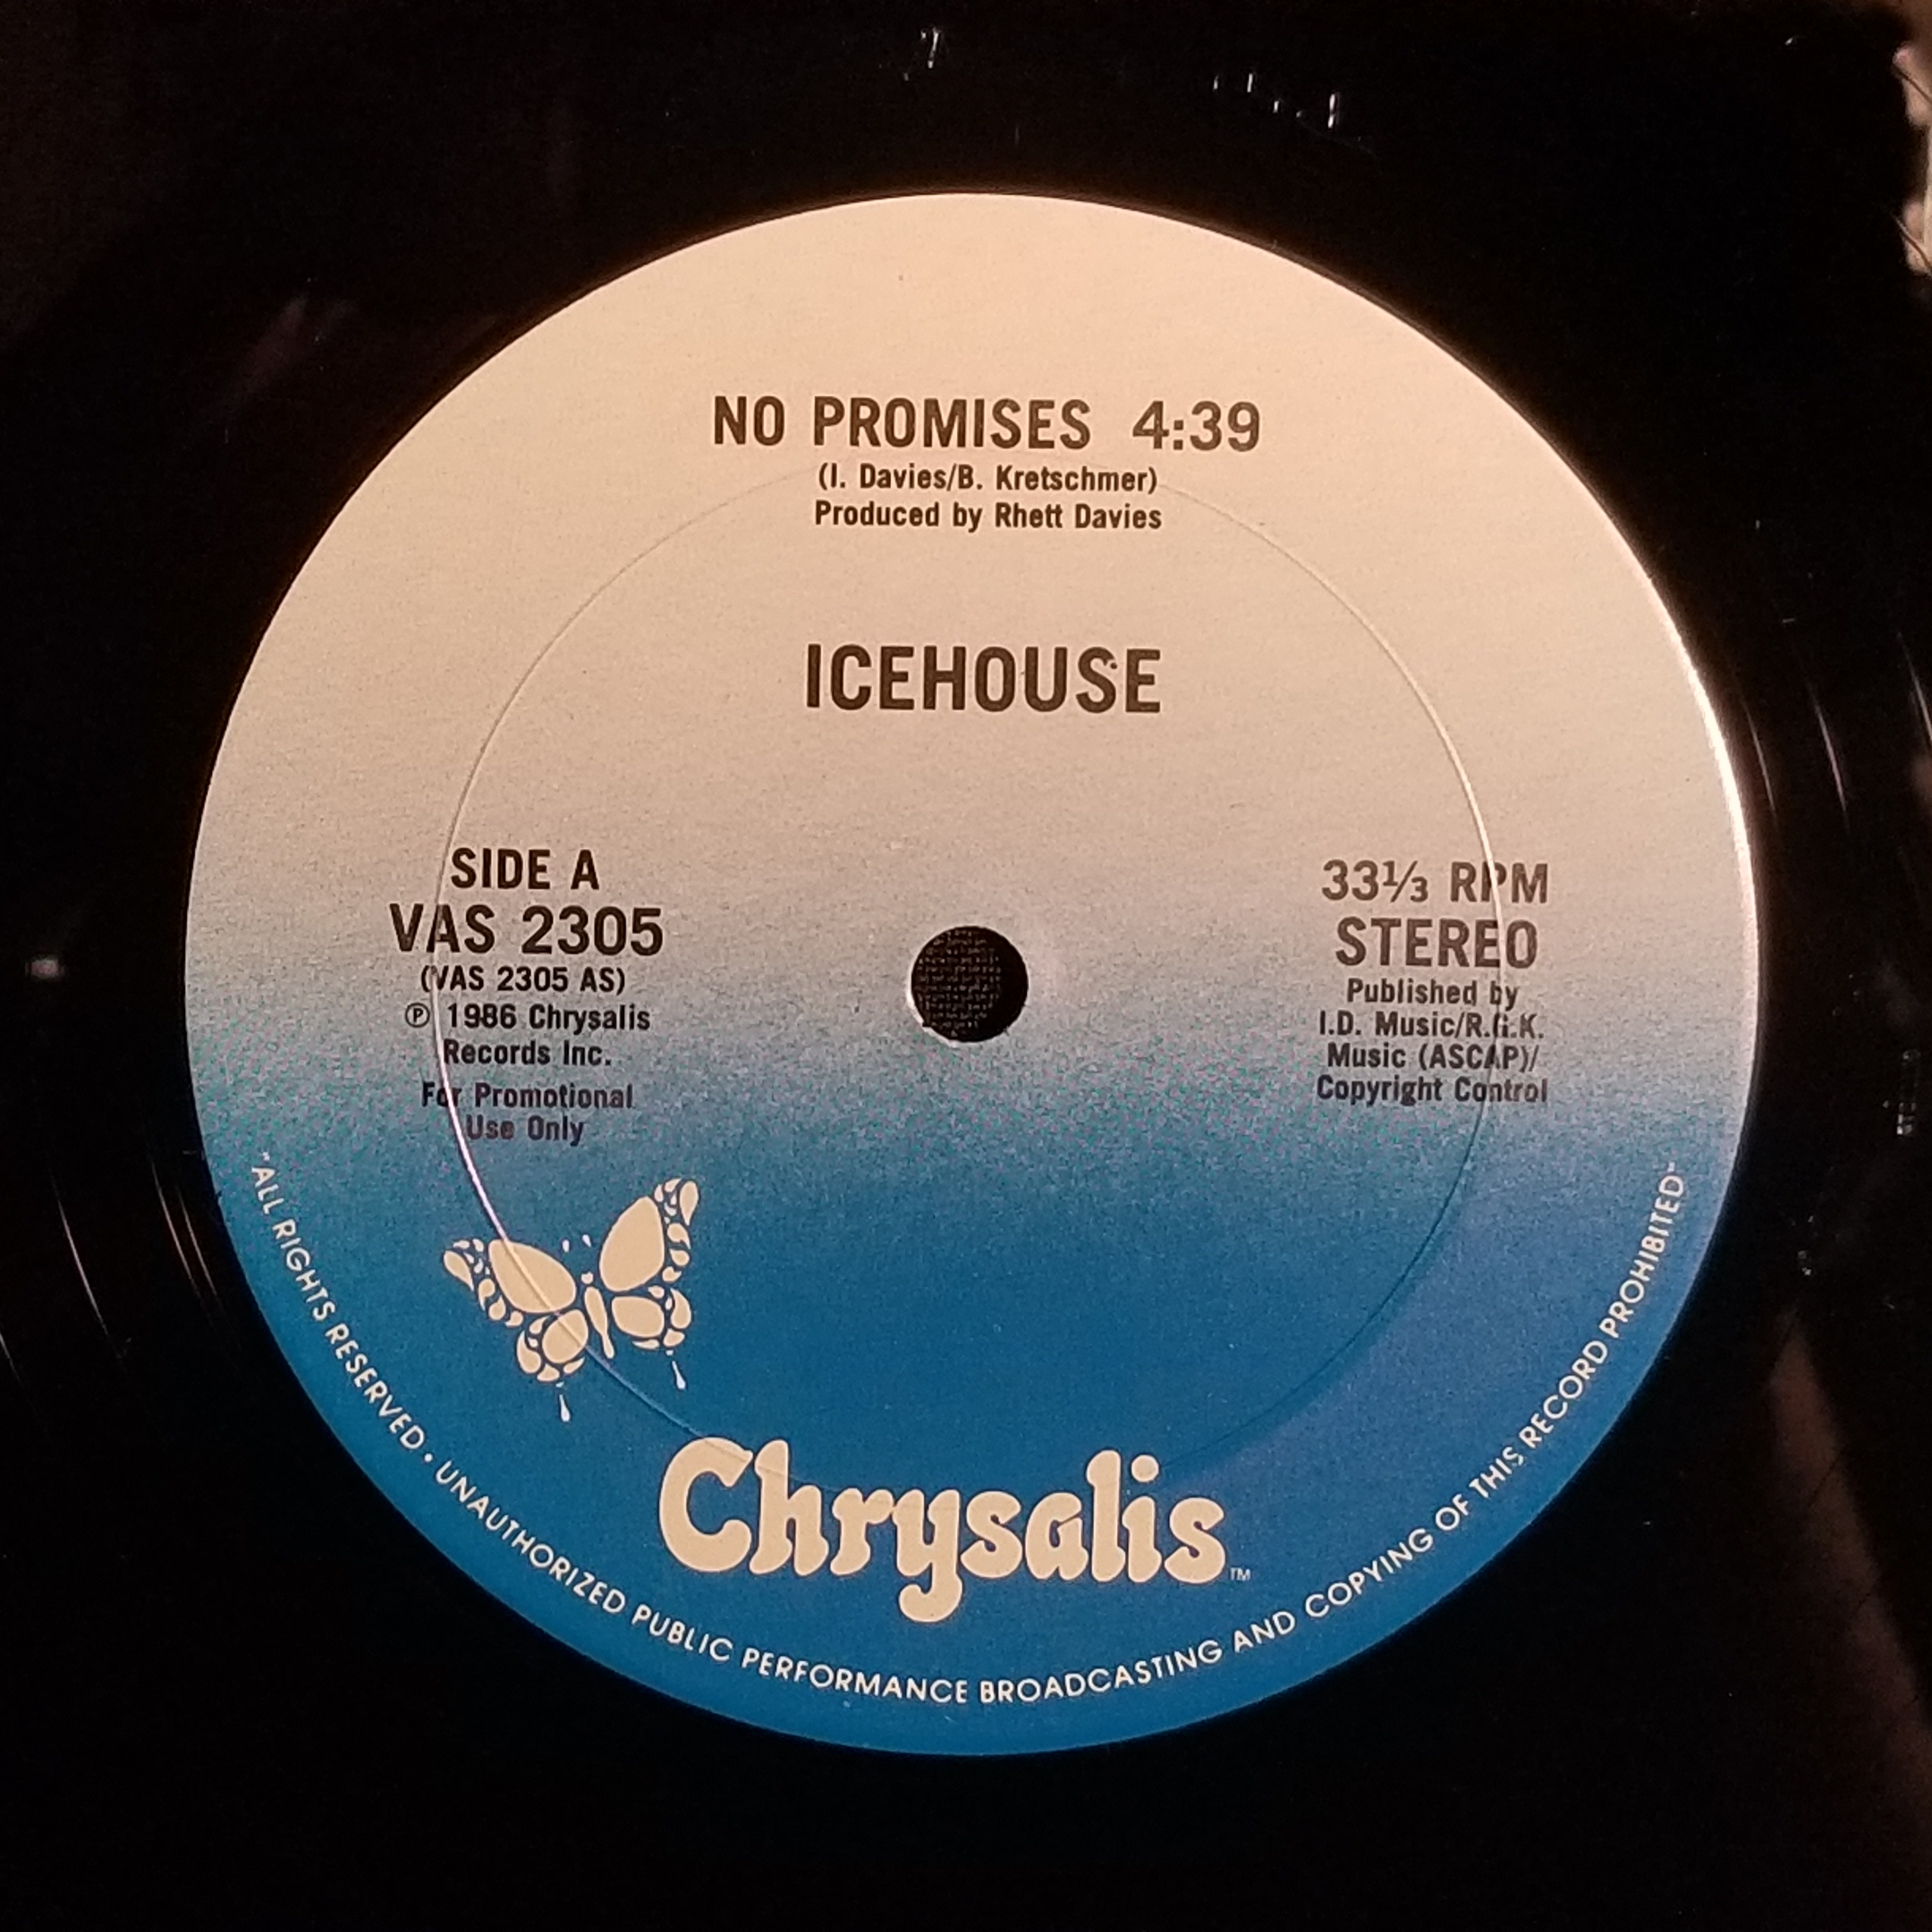 NO PROMISES 4:39
(I. Davies/B. Kretschmer)
Produced by Rhett Davies
ICEHOUSE
SIDE A
VAS 2305
(VAS 2305 AS)
℗ 1986 Chrysalis
Records Inc.
For Promotional
Use Only
33⅓ RPM
STEREO
Published by
I.D. Music/R.G.K.
Music (ASCAP)/
Copyright Control
Chrysalis™
"ALL RIGHTS RESERVED • UNAUTHORIZED PUBLIC PERFORMANCE BROADCASTING AND COPYING OF THIS RECORD PROHIBITED"